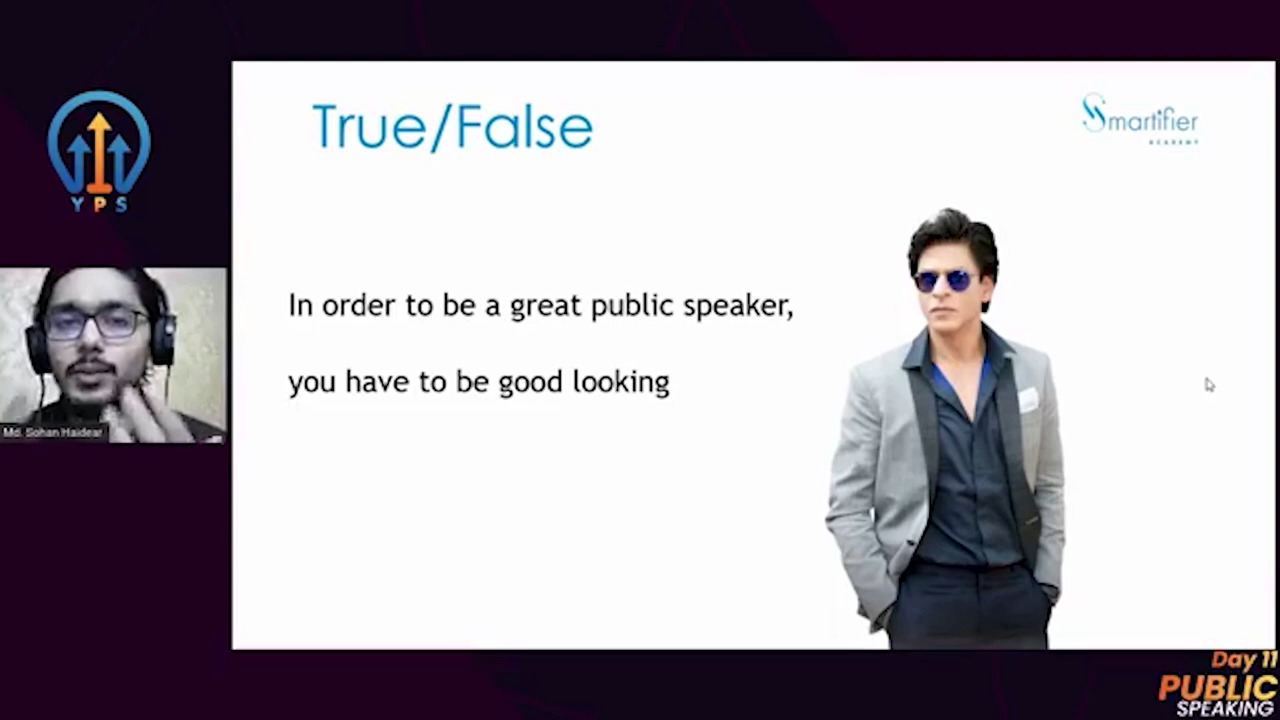 True/False
Smartifier
ACADEMY
YPS
In order to be a great public speaker,
you have to be good looking
Md. Sohan Haidear
Day 11
PUBLIC
SPEAKING